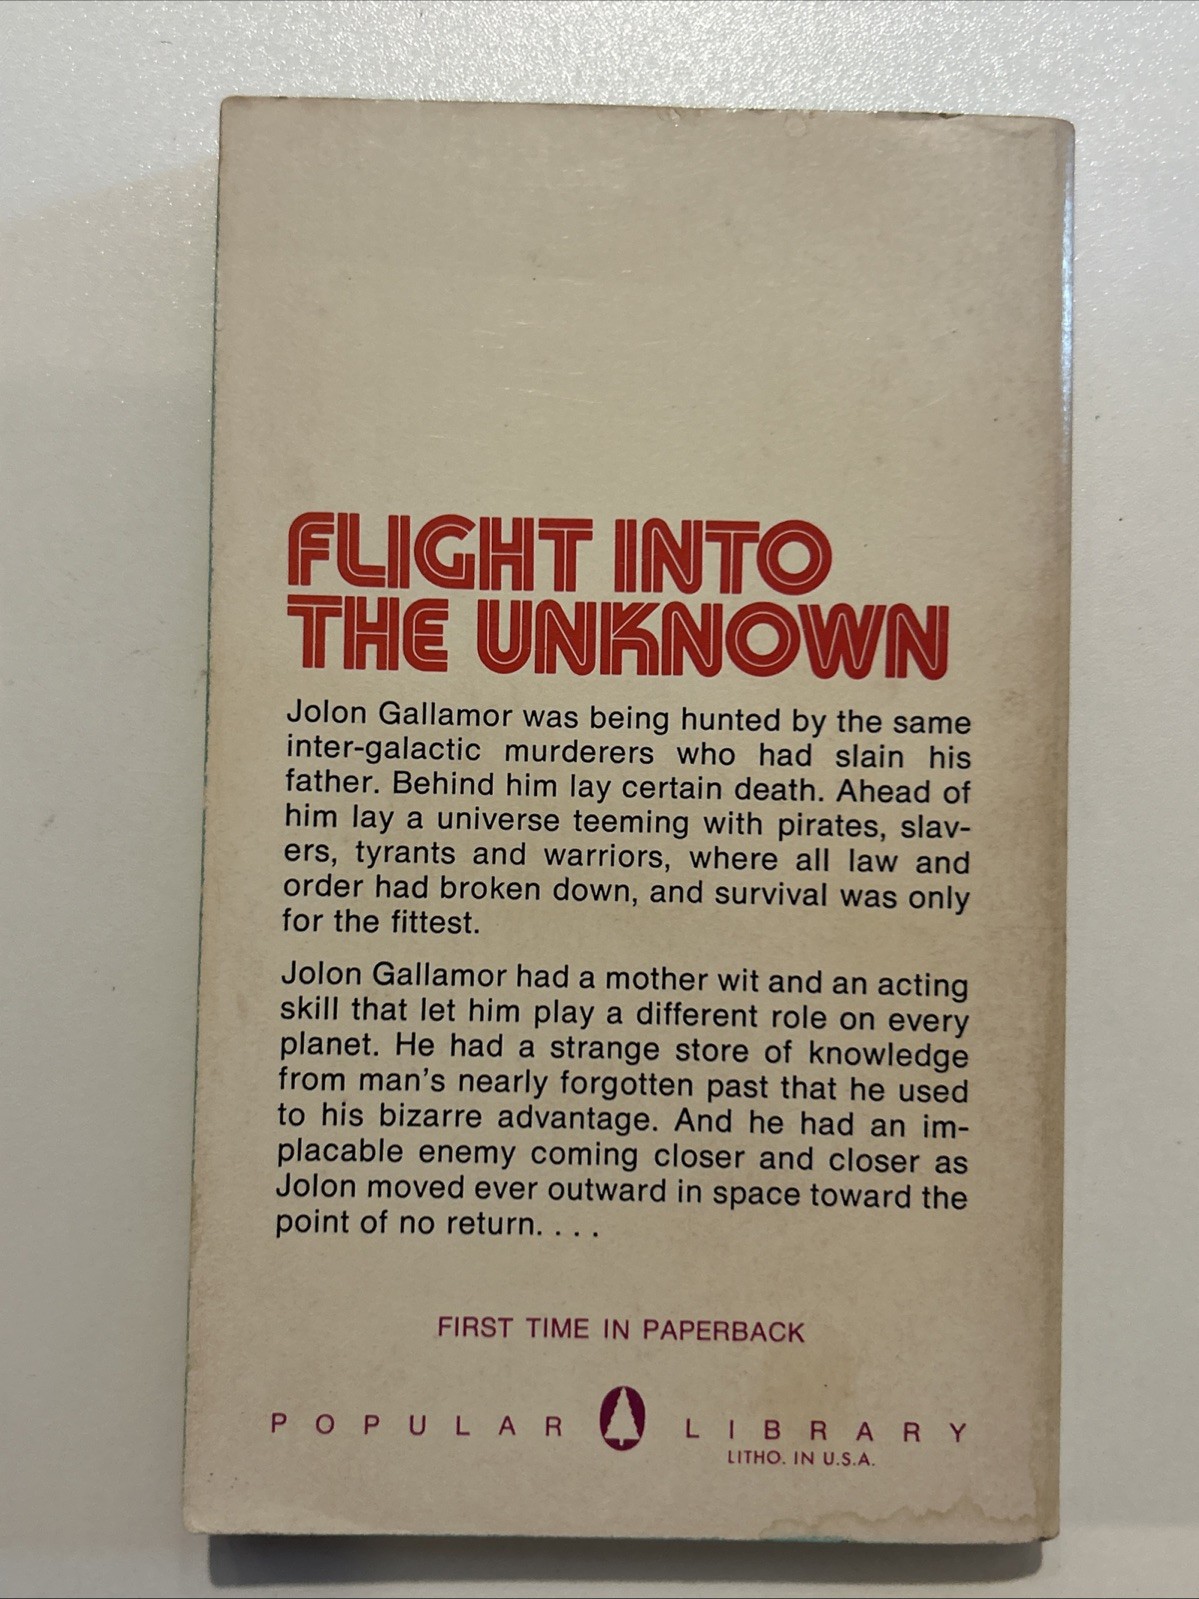 FLIGHT INTO
THE UNKNOWN
Jolon Gallamor was being hunted by the same
inter-galactic murderers who had slain his
father. Behind him lay certain death. Ahead of
him lay a universe teeming with pirates, slav-
ers, tyrants and warriors, where all law and
order had broken down, and survival was only
for the fittest.
Jolon Gallamor had a mother wit and an acting
skill that let him play a different role on every
planet. He had a strange store of knowledge
from man's nearly forgotten past that he used
to his bizarre advantage. And he had an im-
placable enemy coming closer and closer as
Jolon moved ever outward in space toward the
point of no return. . . .
FIRST TIME IN PAPERBACK
POPULAR LIBRARY
LITHO. IN U.S.A.